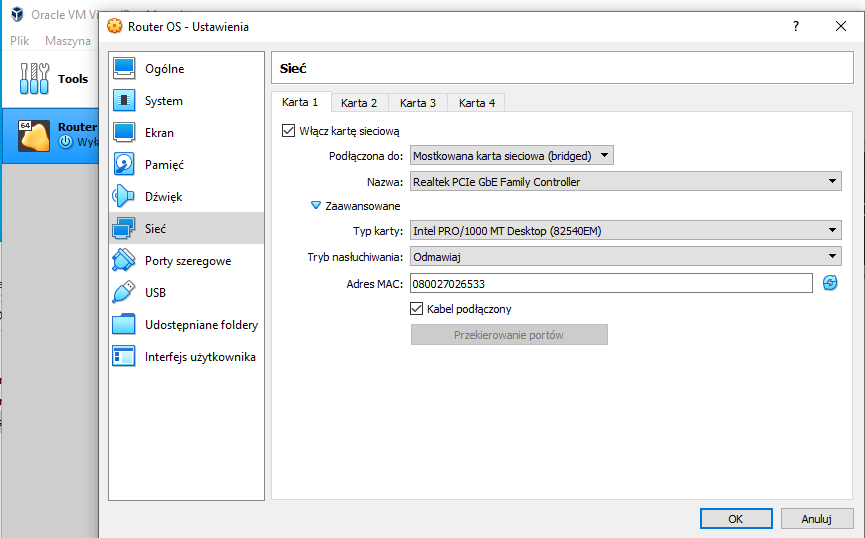 Oracle VM
Router OS - Ustawienia
?
Plik Maszyna
Tools
64
Router
Ogólne
System
Ekran
Pamięć
Dźwięk
Sieć
Porty szeregowe
USB
Udostępniane foldery
Interfejs użytkownika
Sieć
Karta 1 Karta 2 Karta 3 Karta 4
Włącz kartę sieciową
Podłączona do: Mostkowana karta sieciowa (bridged)
Nazwa: Realtek PCIe GbE Family Controller
Zaawansowane
Typ karty: Intel PRO/1000 MT Desktop (82540EM)
Tryb nasłuchiwania: Odmawiaj
Adres MAC: 080027026533
Kabel podłączony
Przekierowanie portów
OK Anuluj